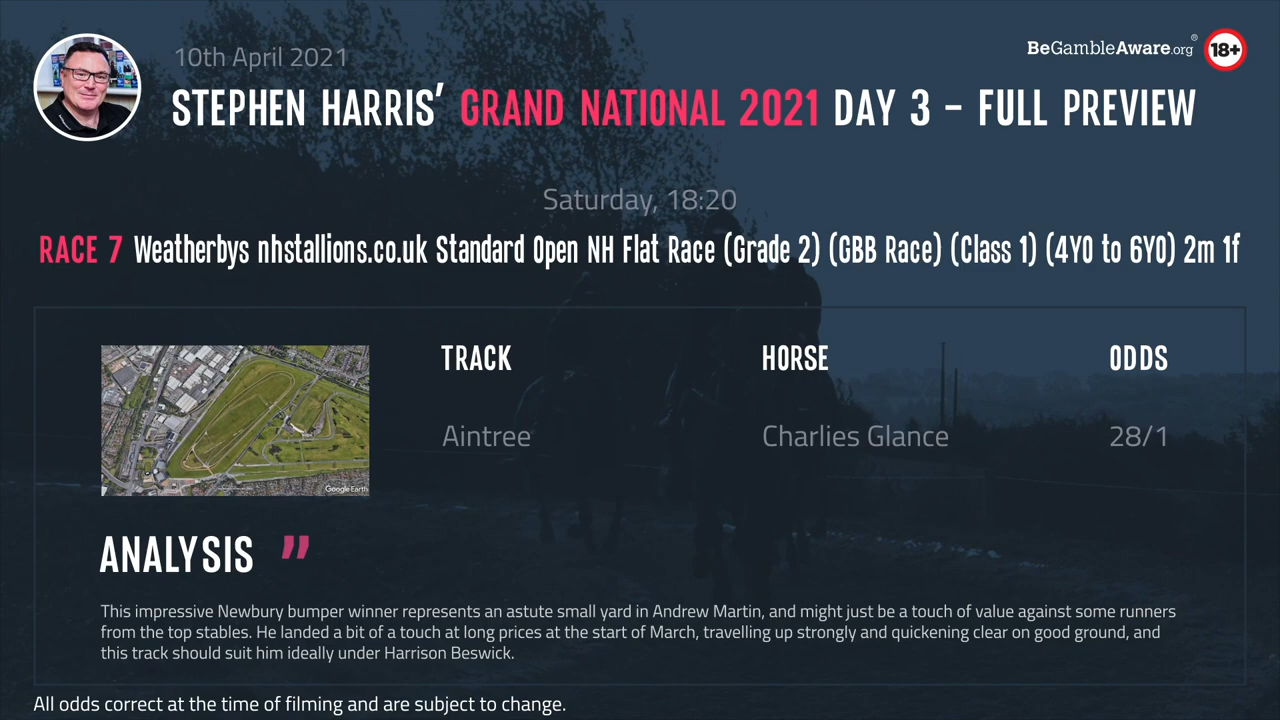 10th April 2021
BeGambleAware.org® 18+
STEPHEN HARRIS' GRAND NATIONAL 2021 DAY 3 – FULL PREVIEW
Saturday, 18:20
RACE 7 Weatherbys nhstallions.co.uk Standard Open NH Flat Race (Grade 2) (GBB Race) (Class 1) (4YO to 6YO) 2m 1f
TRACK HORSE ODDS
Aintree Charlies Glance 28/1
Google Earth
ANALYSIS "
This impressive Newbury bumper winner represents an astute small yard in Andrew Martin, and might just be a touch of value against some runners
from the top stables. He landed a bit of a touch at long prices at the start of March, travelling up strongly and quickening clear on good ground, and
this track should suit him ideally under Harrison Beswick.
All odds correct at the time of filming and are subject to change.